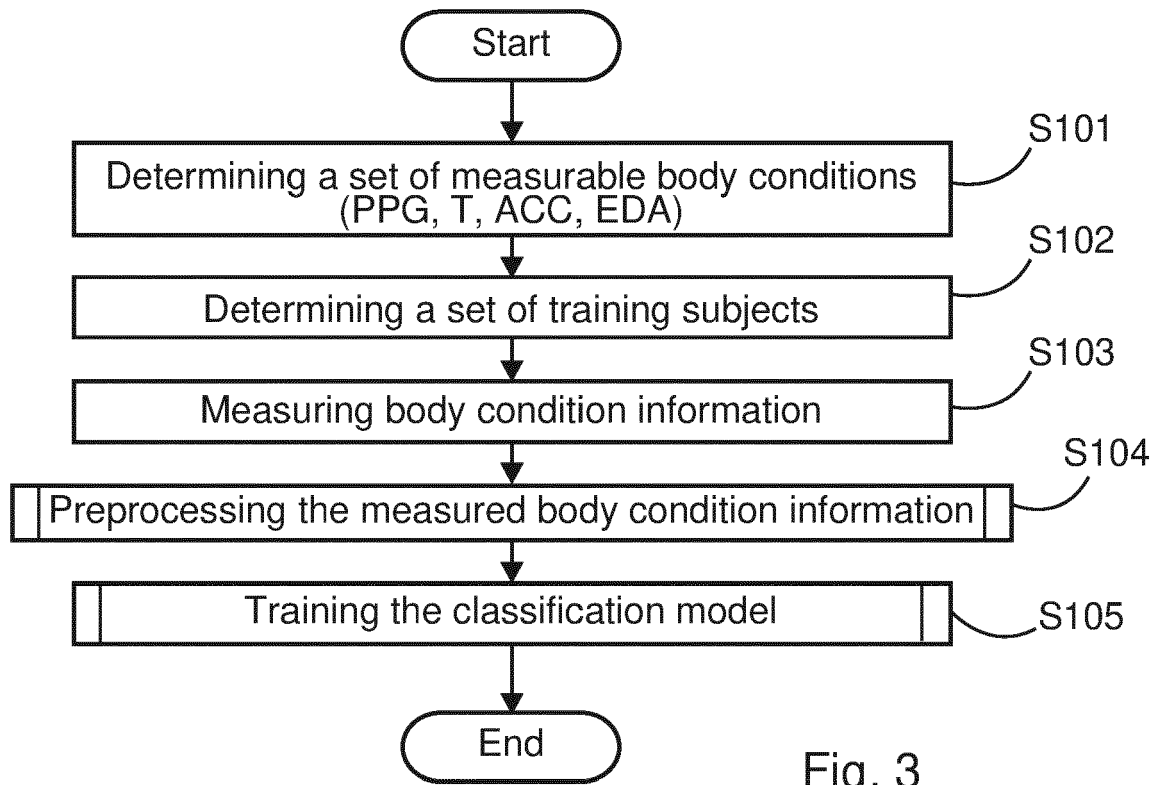 Start
S101
Determining a set of measurable body conditions
(PPG, T, ACC, EDA)
S102
Determining a set of training subjects
S103
Measuring body condition information
S104
Preprocessing the measured body condition information
Training the classification model
S105
End
Fig. 3